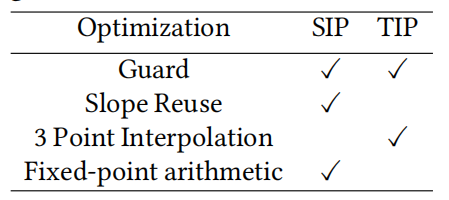 Optimization SIP TIP
Guard ✓ ✓
Slope Reuse ✓
3 Point Interpolation ✓
Fixed-point arithmetic ✓